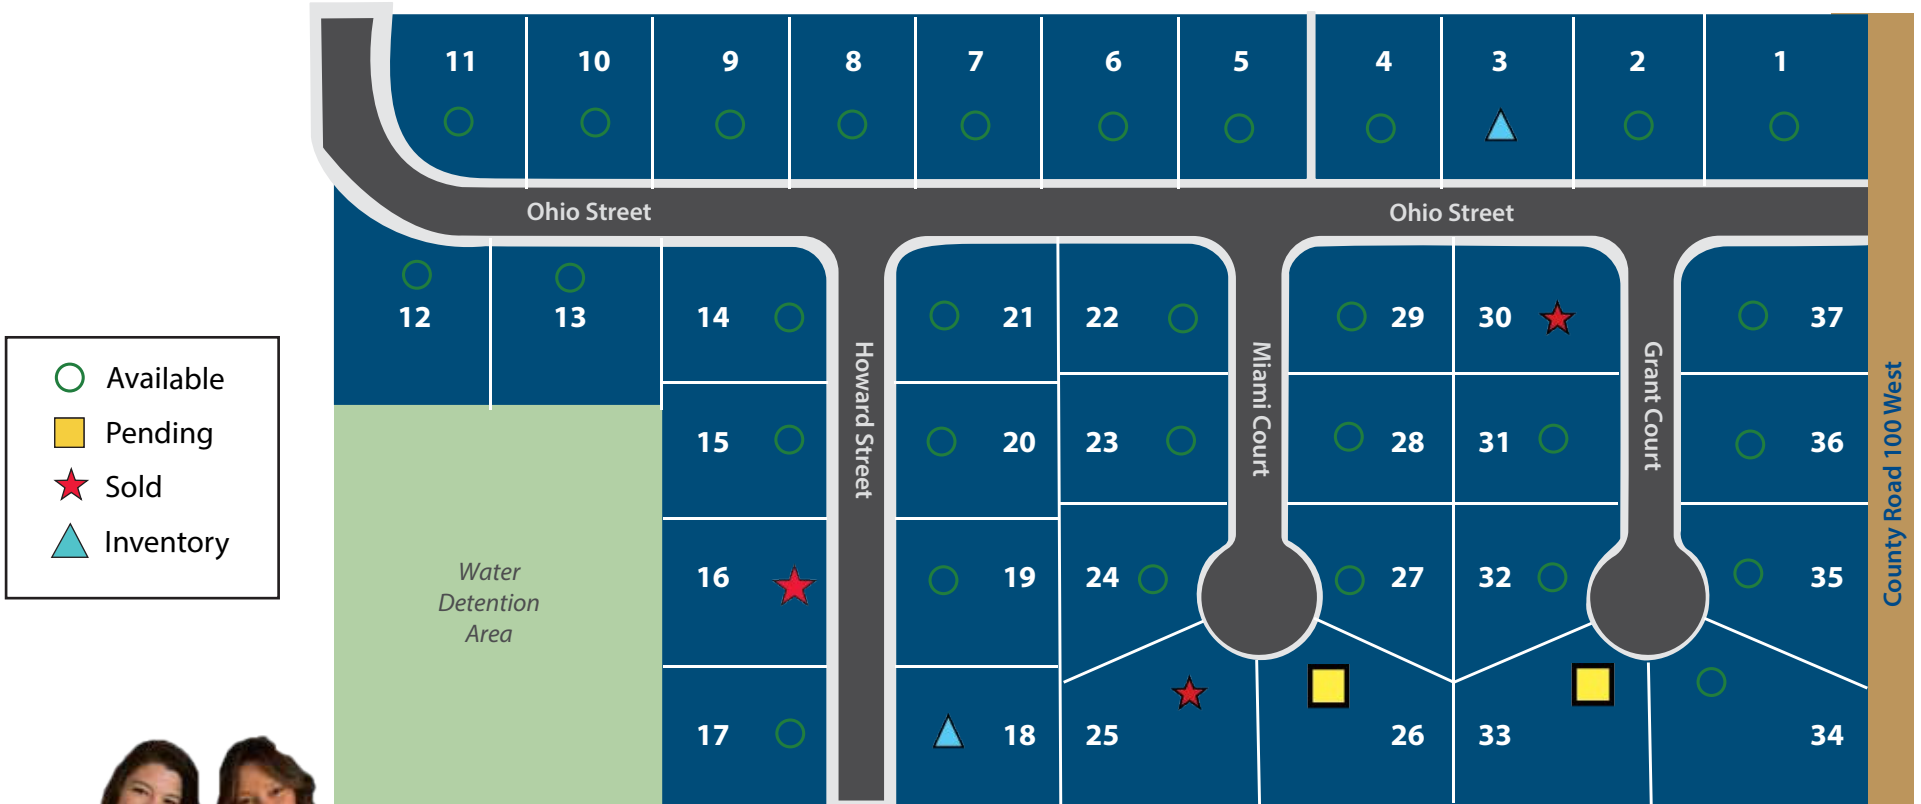 11 10 9 8 7 6 5 4 3 2 1
Ohio Street Ohio Street
12 13 14 21 22 29 30 37
Howard Street
Miami Court
Grant Court
County Road 100 West
Available
Pending
Sold
Inventory
15 20 23 28 31 36
Water
Detention
Area
16 19 24 27 32 35
17 18 25 26 33 34